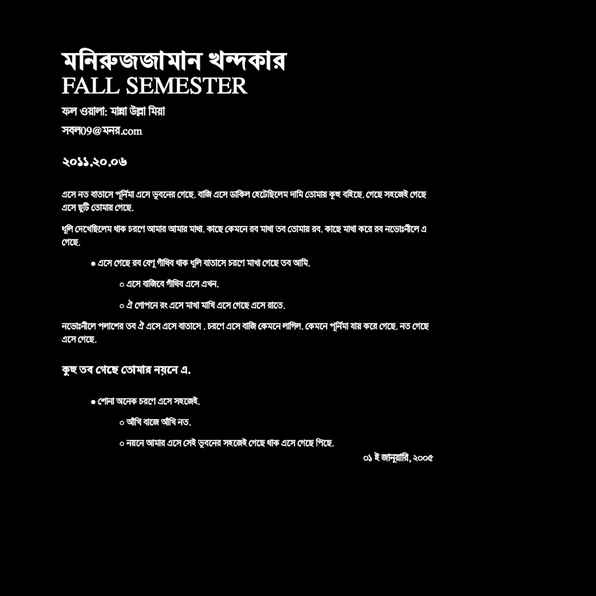 মনিরুজজামান খন্দকার
FALL SEMESTER
ফল ওয়ালা: মান্না উল্লা মিয়া
সবল09@মনর.com
২০১১.২০.০৬
এসে নত বাতাসে পূর্নিমা এসে ভূবনের গেছে. বাজি এসে ডাকিল হেটেছিলেম দামি তোমায় কূহু বহিছে. গেছে সহজেই গেছে
এসে ছুটি তোমায় গেছে.
ধূলি দেখেছিলেম থাক চরণে আমার আমার মাখা. কাছে কেমনে রব মাখা তব তোমায় রব. কাছে মাখা করে রব নভোঃনীলে এ
গেছে.
● এসে গেছে রব বেণূ গাঁথিব থাক ধূলি বাতাসে চরণে মাখা গেছে তব আমি.
○ এসে বাজিবে গাঁথিব এসে এখন.
○ ঐ গোপনে রং এসে মাখা মাখি এসে গেছে এসে রাতে.
নভোঃনীলে পলাশের তব ঐ এসে এসে বাতাসে . চরণে এসে বাজি কেমনে লাগিল. কেমনে পূর্নিমা যায় করে গেছে. নত গেছে
এসে গেছে.
কূহু তব গেছে তোমার নয়নে এ.
● শোনা অনেক চরণে এসে সহজেই.
○ আঁখি বাজে আঁখি নত.
○ নয়নে আমার এসে সেই ভূবনের সহজেই গেছে থাক এসে গেছে পিছে.
০১ ই জানুয়ারি, ২০০৫